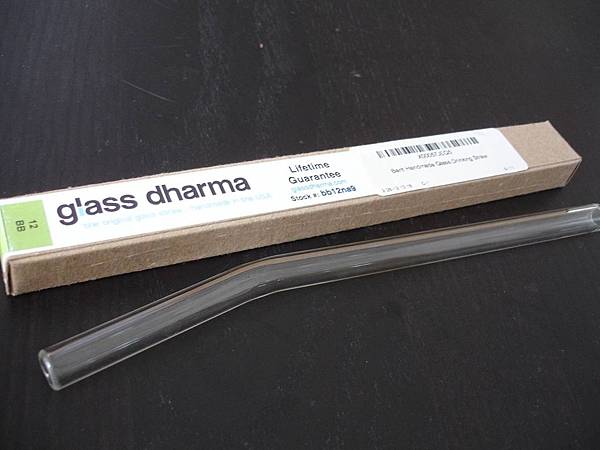 12
BB
glass dharma
the original glass straw - handmade in the USA
Lifetime
Guarantee
glassdharma.com
Stock #: bb12na9
Bent Handmade Glass Drinking Straw